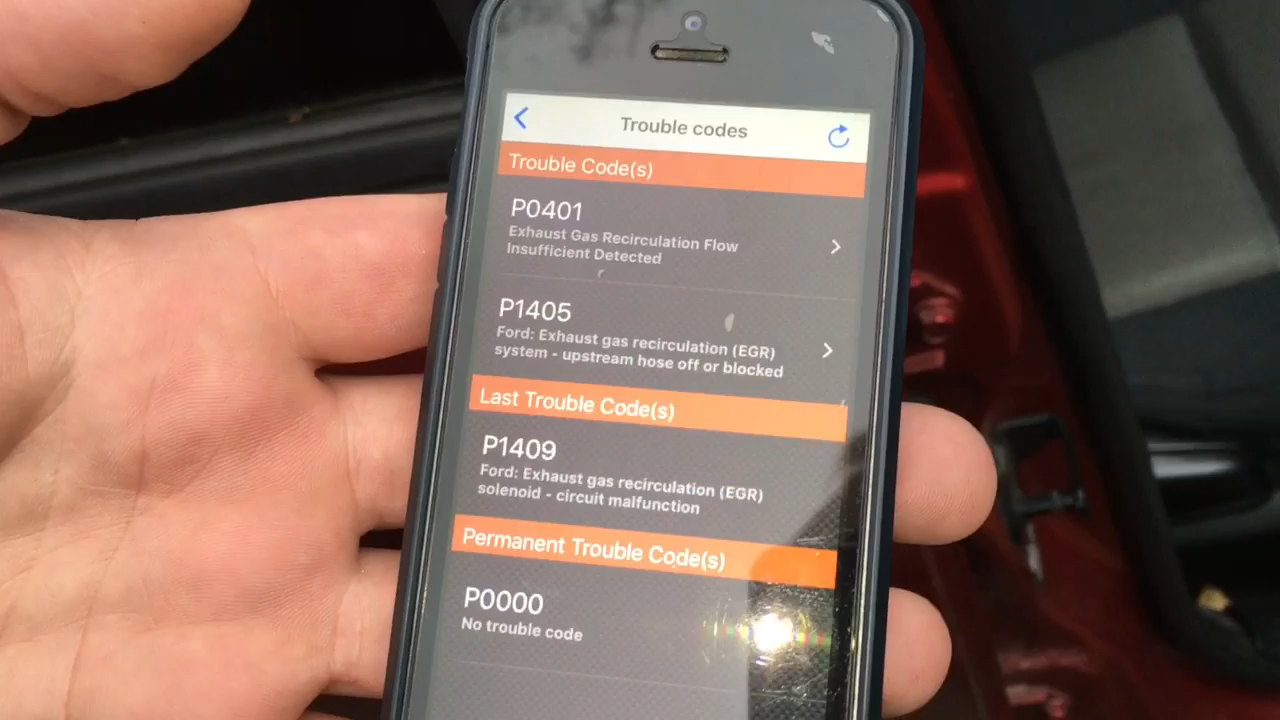 Trouble codes
Trouble Code(s)
P0401
Exhaust Gas Recirculation Flow
Insufficient Detected
P1405
Ford: Exhaust gas recirculation (EGR)
system - upstream hose off or blocked
Last Trouble Code(s)
P1409
Ford: Exhaust gas recirculation (EGR)
solenoid - circuit malfunction
Permanent Trouble Code(s)
P0000
No trouble code